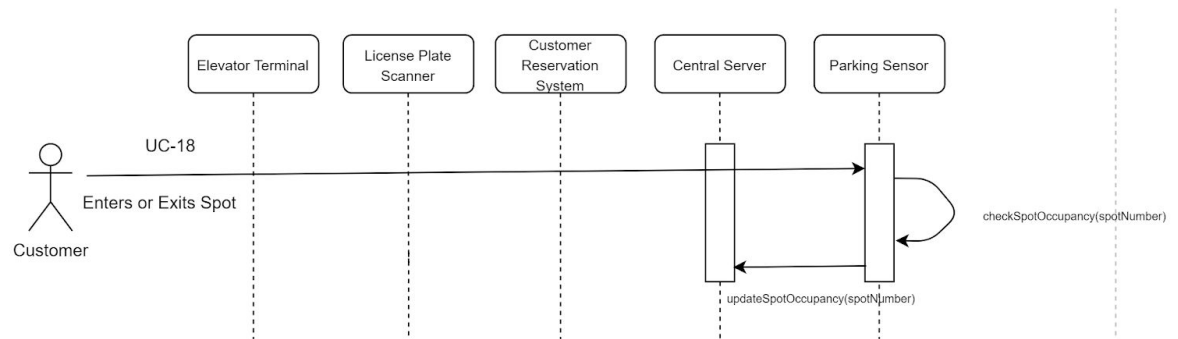 Elevator Terminal
License Plate
Scanner
Customer
Reservation
System
Central Server
Parking Sensor
UC-18
Enters or Exits Spot
Customer
checkSpotOccupancy(spotNumber)
updateSpotOccupancy(spotNumber)